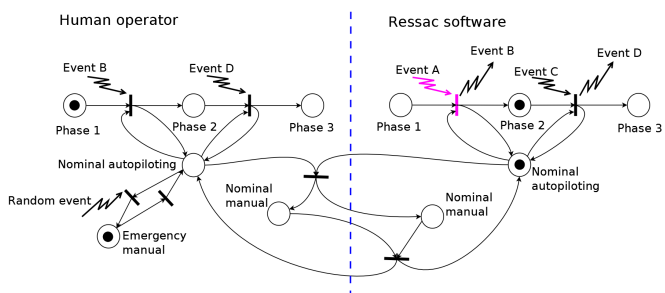 Human operator
Ressac software
Event B
Event D
Phase 1
Phase 2
Phase 3
Nominal autopiloting
Random event
Emergency
manual
Nominal
manual
Event A
Event B
Event C
Event D
Phase 1
Phase 2
Phase 3
Nominal
autopiloting
Nominal
manual